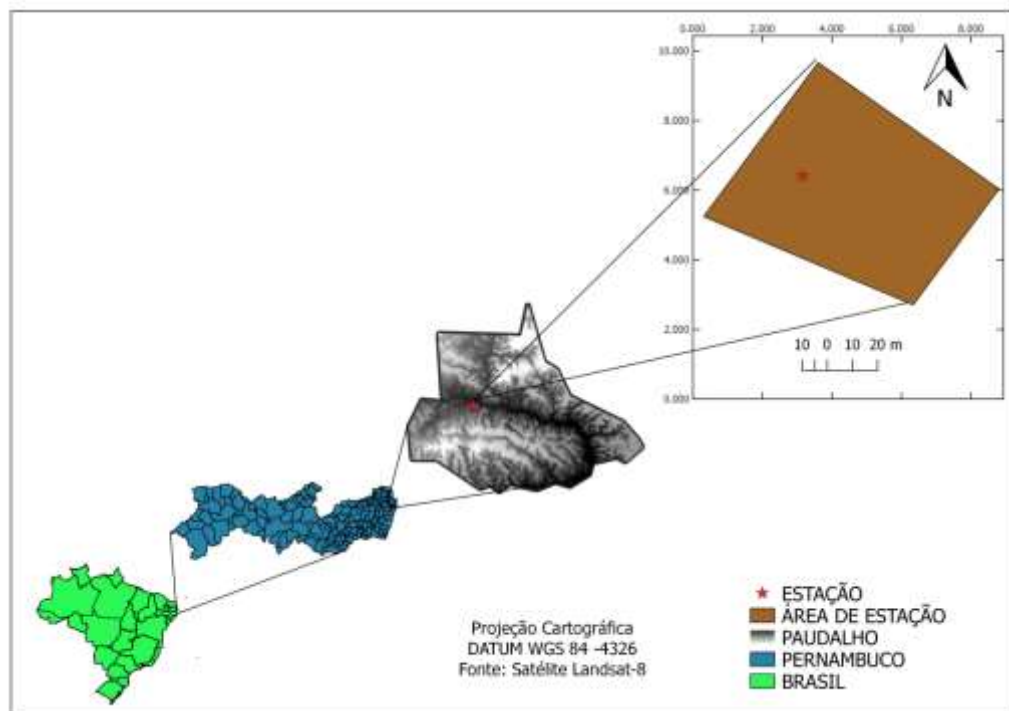 0.000 2.000 4.000 6.000 8.000
10.000
8.000
6.000
4.000
2.000
0.000
N
10 0 10 20 m
Projeção Cartográfica
DATUM WGS 84 -4326
Fonte: Satélite Landsat-8
ESTAÇÃO
ÁREA DE ESTAÇÃO
PAUDALHO
PERNAMBUCO
BRASIL